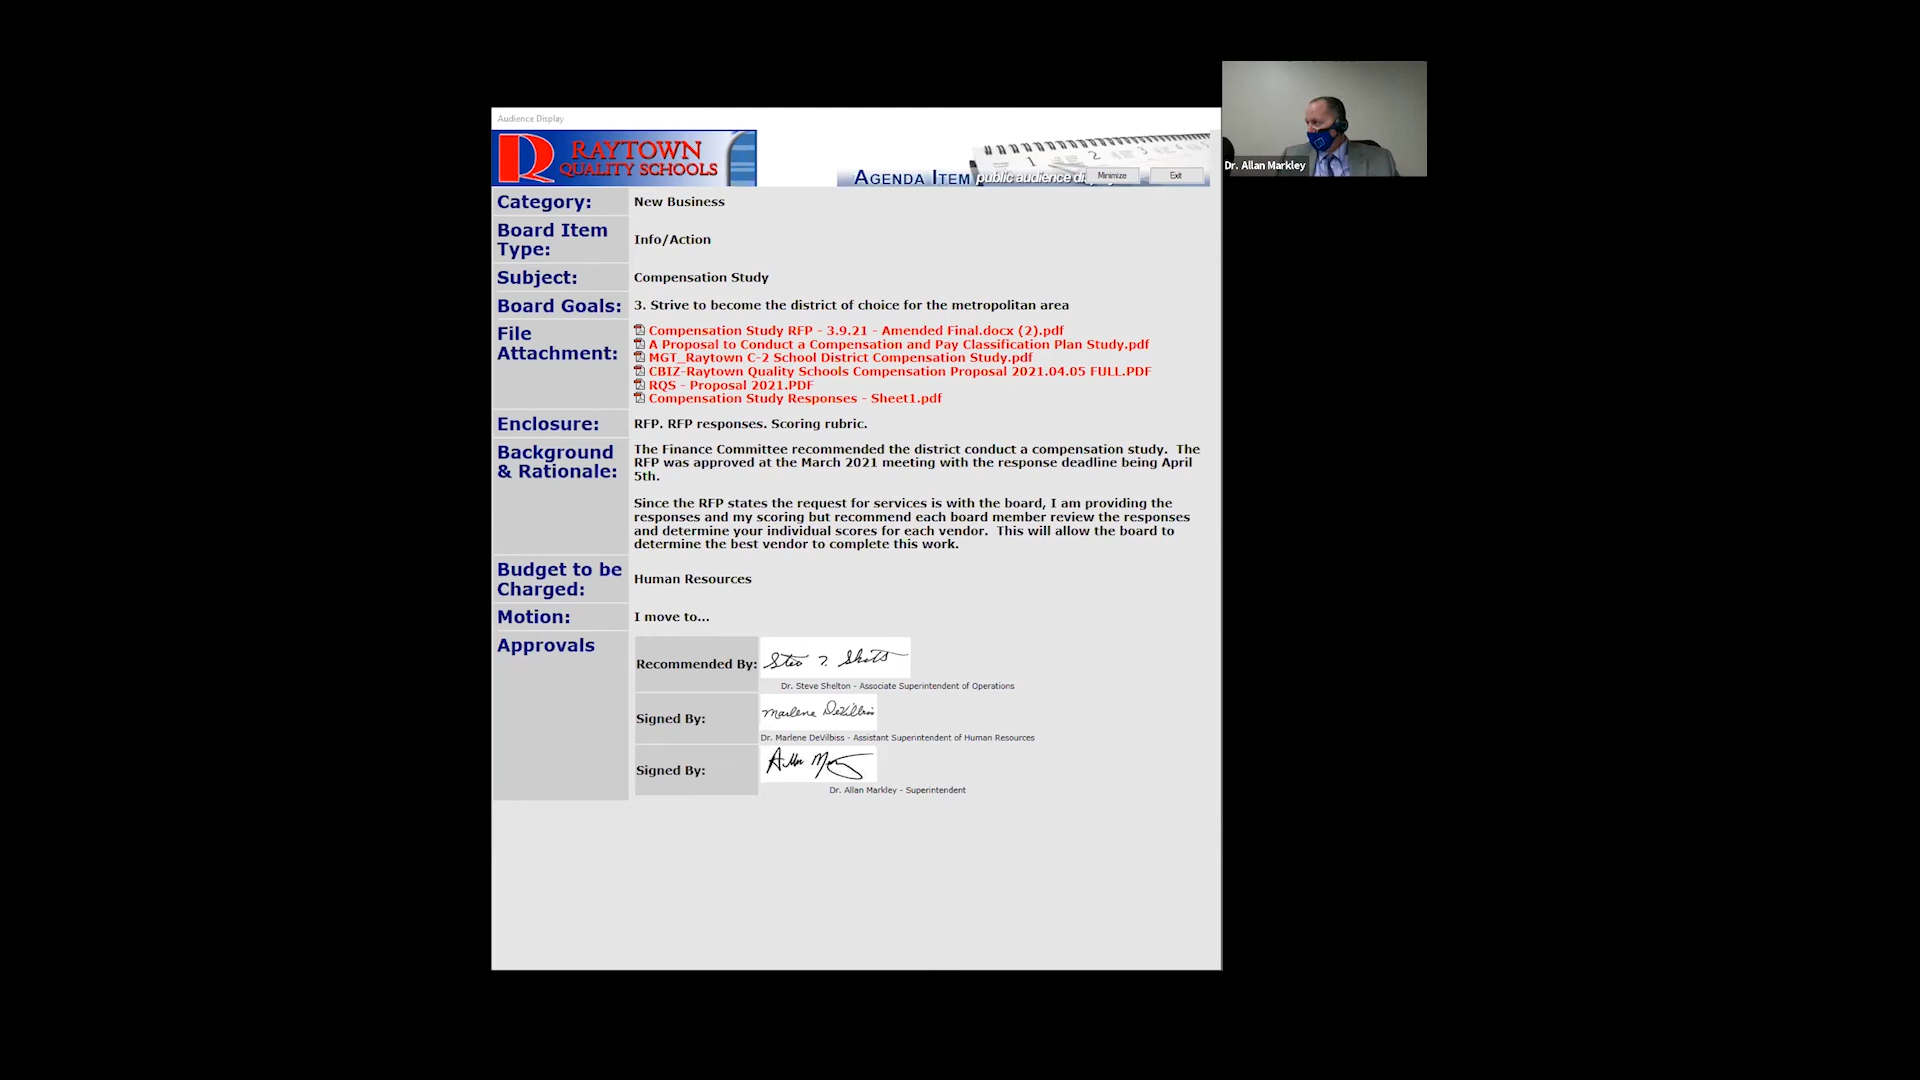 Audience Display
RAYTOWN
QUALITY SCHOOLS
AGENDA ITEM public audience di
1 2 3 4
Minimize
Exit
Dr. Allan Markley
Category: New Business
Board Item
Type: Info/Action
Subject: Compensation Study
Board Goals: 3. Strive to become the district of choice for the metropolitan area
File
Attachment:
Compensation Study RFP - 3.9.21 - Amended Final.docx (2).pdf
A Proposal to Conduct a Compensation and Pay Classification Plan Study.pdf
MGT_Raytown C-2 School District Compensation Study.pdf
CBIZ-Raytown Quality Schools Compensation Proposal 2021.04.05 FULL.PDF
RQS - Proposal 2021.PDF
Compensation Study Responses - Sheet1.pdf
Enclosure: RFP. RFP responses. Scoring rubric.
Background
& Rationale:
The Finance Committee recommended the district conduct a compensation study. The
RFP was approved at the March 2021 meeting with the response deadline being April
5th.
Since the RFP states the request for services is with the board, I am providing the
responses and my scoring but recommend each board member review the responses
and determine your individual scores for each vendor. This will allow the board to
determine the best vendor to complete this work.
Budget to be
Charged: Human Resources
Motion: I move to...
Approvals
Recommended By:
Dr. Steve Shelton - Associate Superintendent of Operations
Signed By: Marlene DeVilbiss
Dr. Marlene DeVilbiss - Assistant Superintendent of Human Resources
Signed By:
Dr. Allan Markley - Superintendent